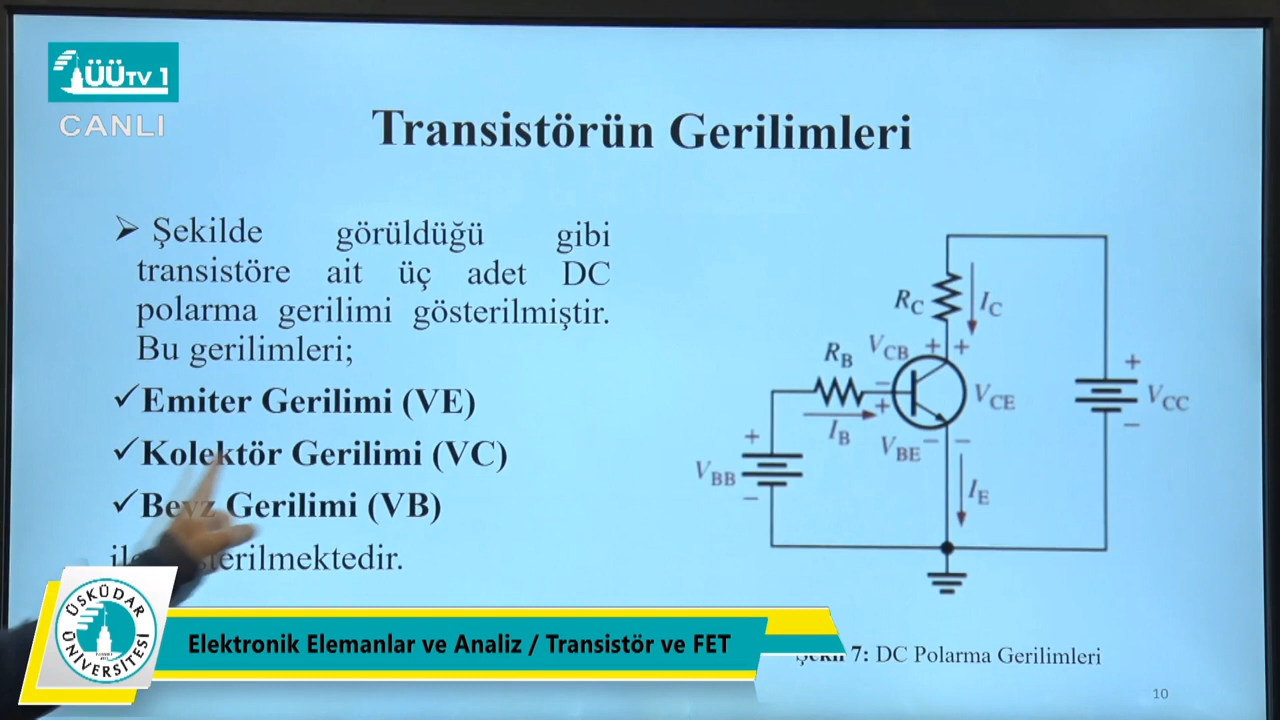 ÜÜTV 1
CANLI
Transistörün Gerilimleri
➢ Şekilde görüldüğü gibi
transistöre ait üç adet DC
polarma gerilimi gösterilmiştir.
Bu gerilimleri;
✓Emiter Gerilimi (VE)
✓Kolektör Gerilimi (VC)
✓Beyz Gerilimi (VB)
RC
IC
RB
VCB + +
−
+
VCE
+
VCC
−
IB
VBE − −
+
VBB
−
IE
7: DC Polarma Gerilimleri
10
ÜSKÜDAR ÜNİVERSİTESİ
Elektronik Elemanlar ve Analiz / Transistör ve FET